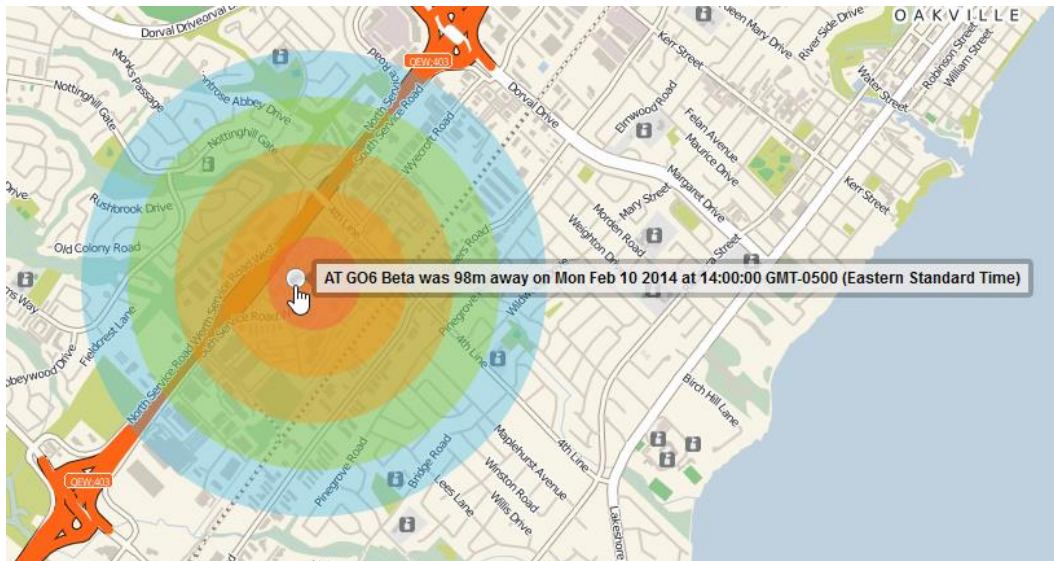 OAKVILLE
Dorval Drive
QEW;403
North Service Road
South Service Road
Wyecroft Road
Dorval Drive
Kerr Street
River Side Drive
Water Street
Robinson Street
William Street
Monks Passage
Nottinghill Gate
Nottinghill Gate
Elmwood Road
Felan Avenue
Maurice Drive
Margaret Drive
Mary Street
Kerr Street
Rushbrook Drive
Morden Road
Old Colony Road
AT GO6 Beta was 98m away on Mon Feb 10 2014 at 14:00:00 GMT-0500 (Eastern Standard Time)
Fieldcrest Lane
Pinegrove Road
4th Line
Birch Hill Lane
North Service Road West
Pinegrove Road
Bridge Road
Maplehurst Avenue
4th Line
Lees Lane
Winston Road
Willis Drive
Lakeshore
QEW;403